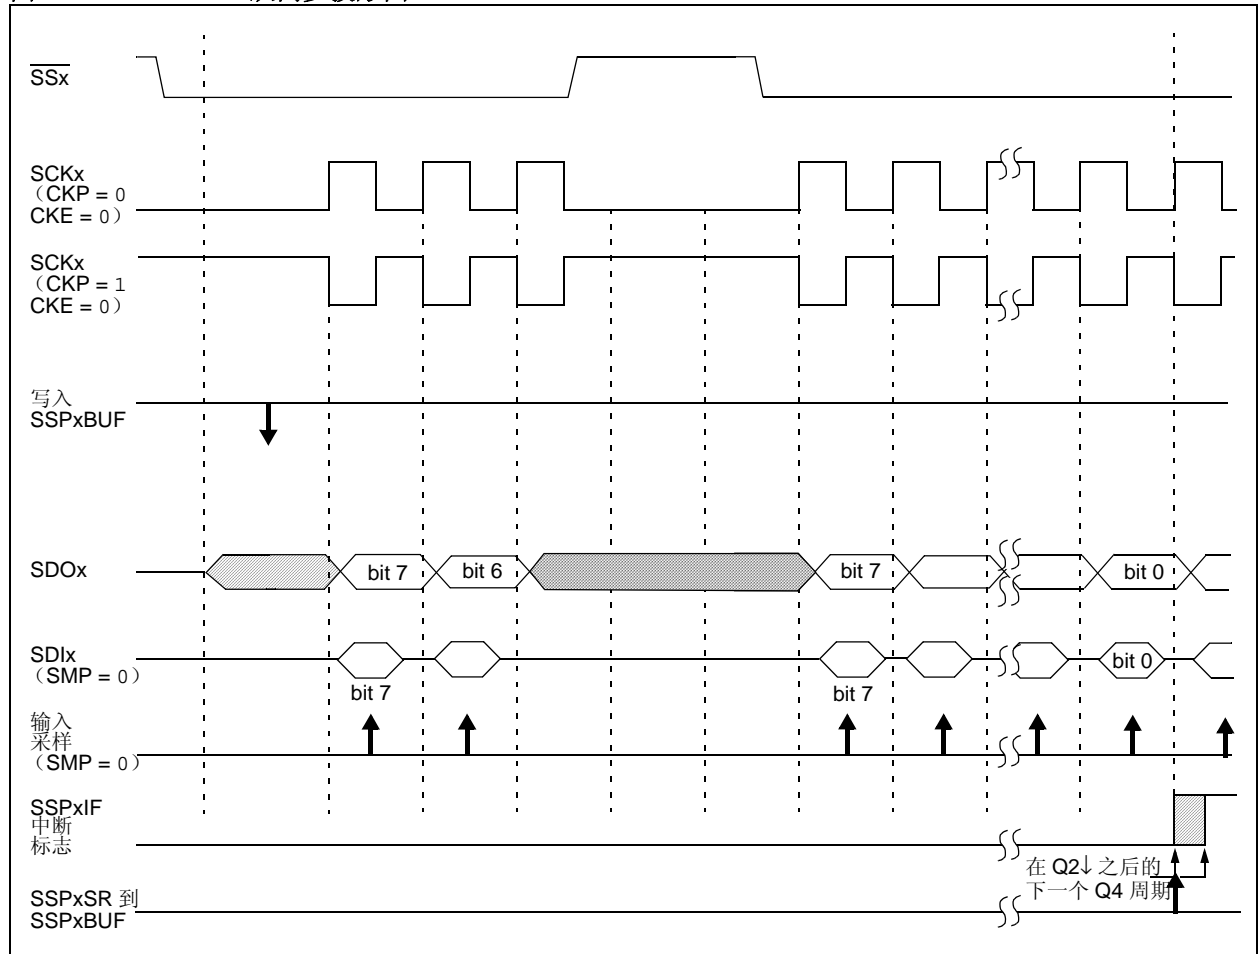 SSx
SCKx
（CKP = 0
CKE = 0）
SCKx
（CKP = 1
CKE = 0）
写入
SSPxBUF
SDOx
bit 7
bit 6
bit 7
bit 0
SDIx
（SMP = 0）
bit 7
bit 7
bit 0
输入
采样
（SMP = 0）
SSPxIF
中断
标志
在 Q2↓ 之后的
下一个 Q4 周期
SSPxSR 到
SSPxBUF